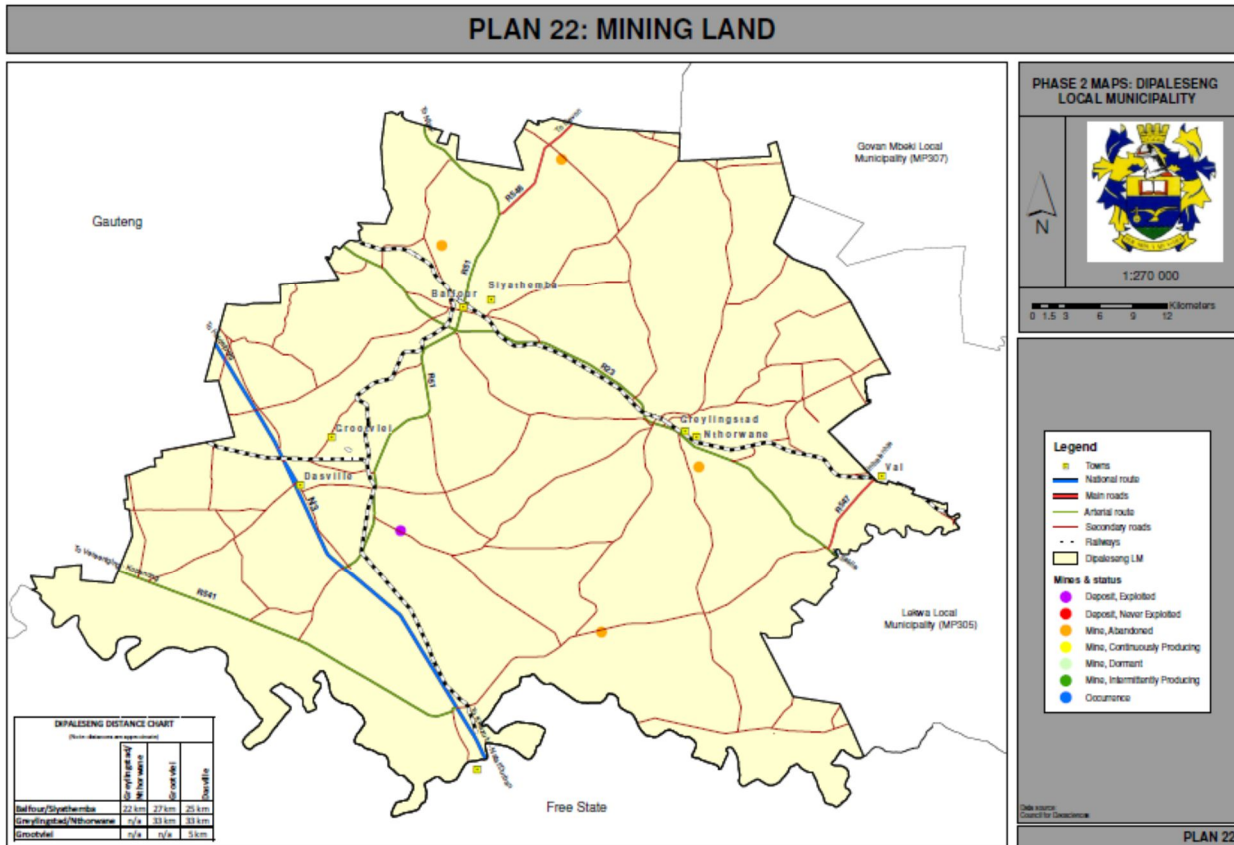 PLAN 22: MINING LAND
PHASE 2 MAPS: DIPALESENG
LOCAL MUNICIPALITY
N
1:270 000
Kilometers
0 1.5 3 6 9 12
Gauteng
Govan Mbeki Local
Municipality (MP307)
R546
R51
Siyathemba
Balfour
R23
R51
Grootvlei
Greylingstad
Nthorwane
Val
Dasville
N3
R547
R541
Lekwa Local
Municipality (MP305)
Free State
Legend
Towns
National route
Main roads
Arterial route
Secondary roads
Railways
Dipaleseng LM
Mines & status
Deposit, Exploited
Deposit, Never Exploited
Mine, Abandoned
Mine, Continuously Producing
Mine, Dormant
Mine, Intermittently Producing
Occurrence
DIPALESENG DISTANCE CHART
(Note: distances are approximate)
Greylingstad/
Nthorwane
Grootvlei
Dasville
Balfour/Siyathemba 22 km 27 km 25 km
Greylingstad/Nthorwane n/a 33 km 33 km
Grootvlei n/a n/a 5 km
Data source:
Council for Geosciences
PLAN 22